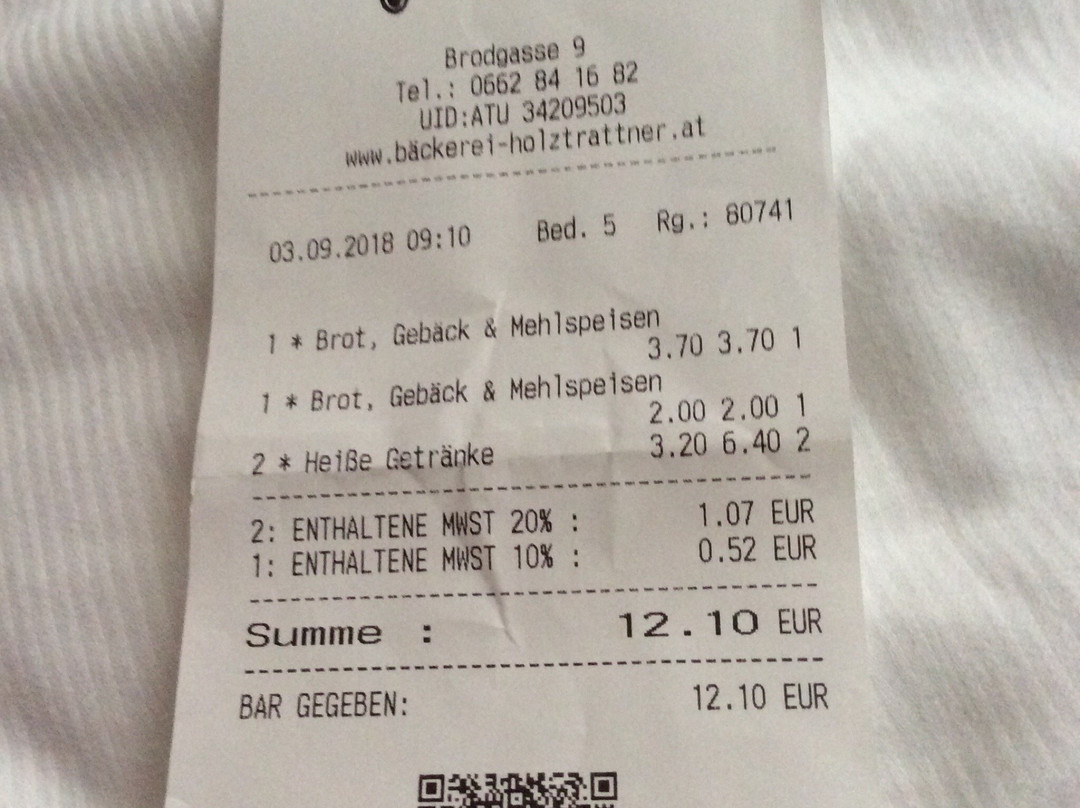 Brodgasse 9
Tel.: 0662 84 16 82
UID:ATU 34209503
www.bäckerei-holztrattner.at
03.09.2018 09:10 Bed. 5 Rg.: 80741
1 * Brot, Gebäck & Mehlspeisen
3.70 3.70 1
1 * Brot, Gebäck & Mehlspeisen
2.00 2.00 1
2 * Heiße Getränke 3.20 6.40 2
2: ENTHALTENE MWST 20% : 1.07 EUR
1: ENTHALTENE MWST 10% : 0.52 EUR
Summe : 12.10 EUR
BAR GEGEBEN: 12.10 EUR